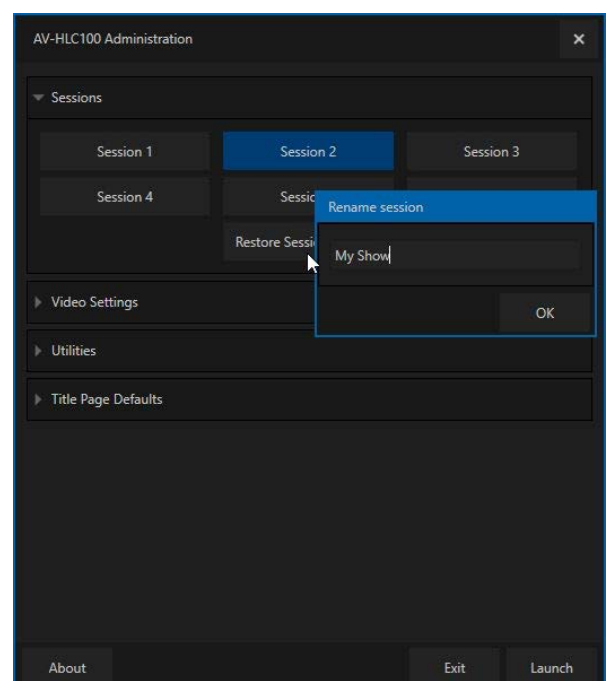 AV-HLC100 Administration
Sessions
Session 1 Session 2 Session 3
Session 4
Rename session
Restore
My Show
OK
Video Settings
Utilities
Title Page Defaults
About Exit Launch